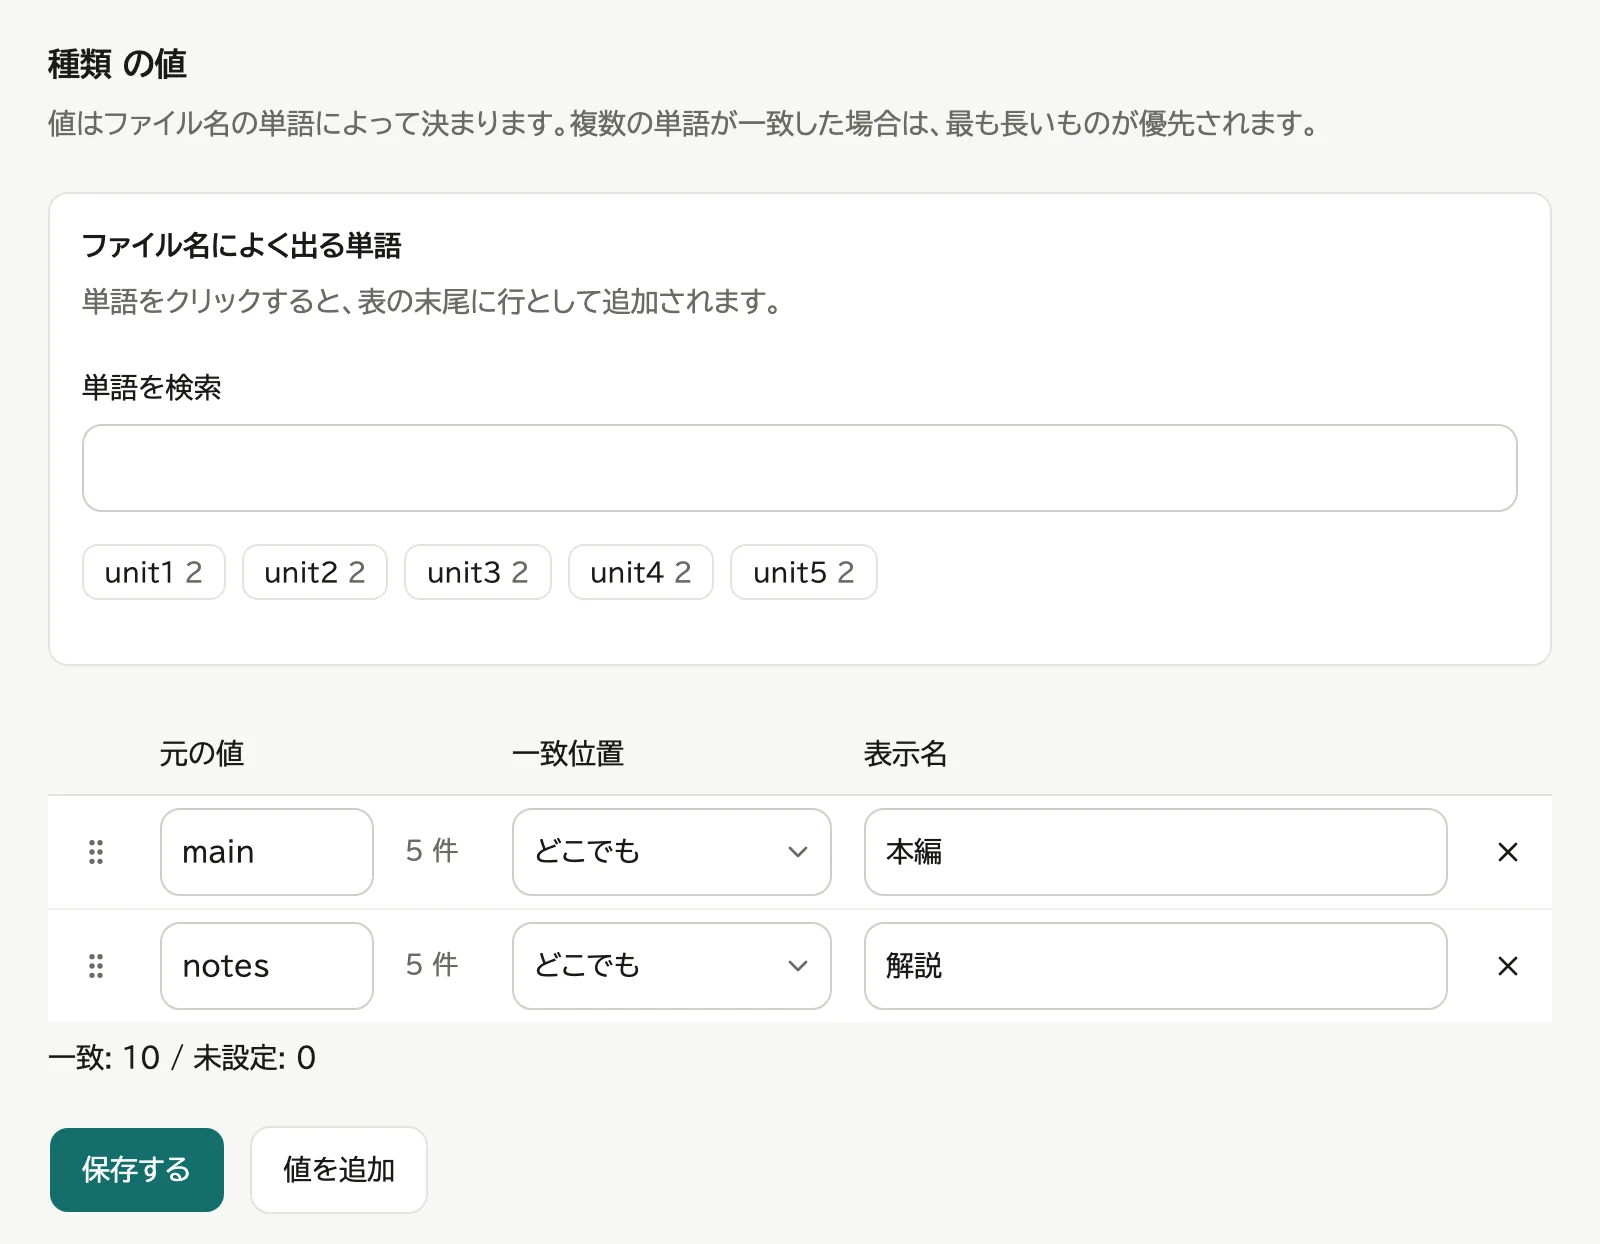 種類 の値
値はファイル名の単語によって決まります。複数の単語が一致した場合は、最も長いものが優先されます。
ファイル名によく出る単語
単語をクリックすると、表の末尾に行として追加されます。
単語を検索
unit1 2 unit2 2 unit3 2 unit4 2 unit5 2
元の値 一致位置 表示名
main 5 件 どこでも 本編
notes 5 件 どこでも 解説
一致: 10 / 未設定: 0
保存する 値を追加